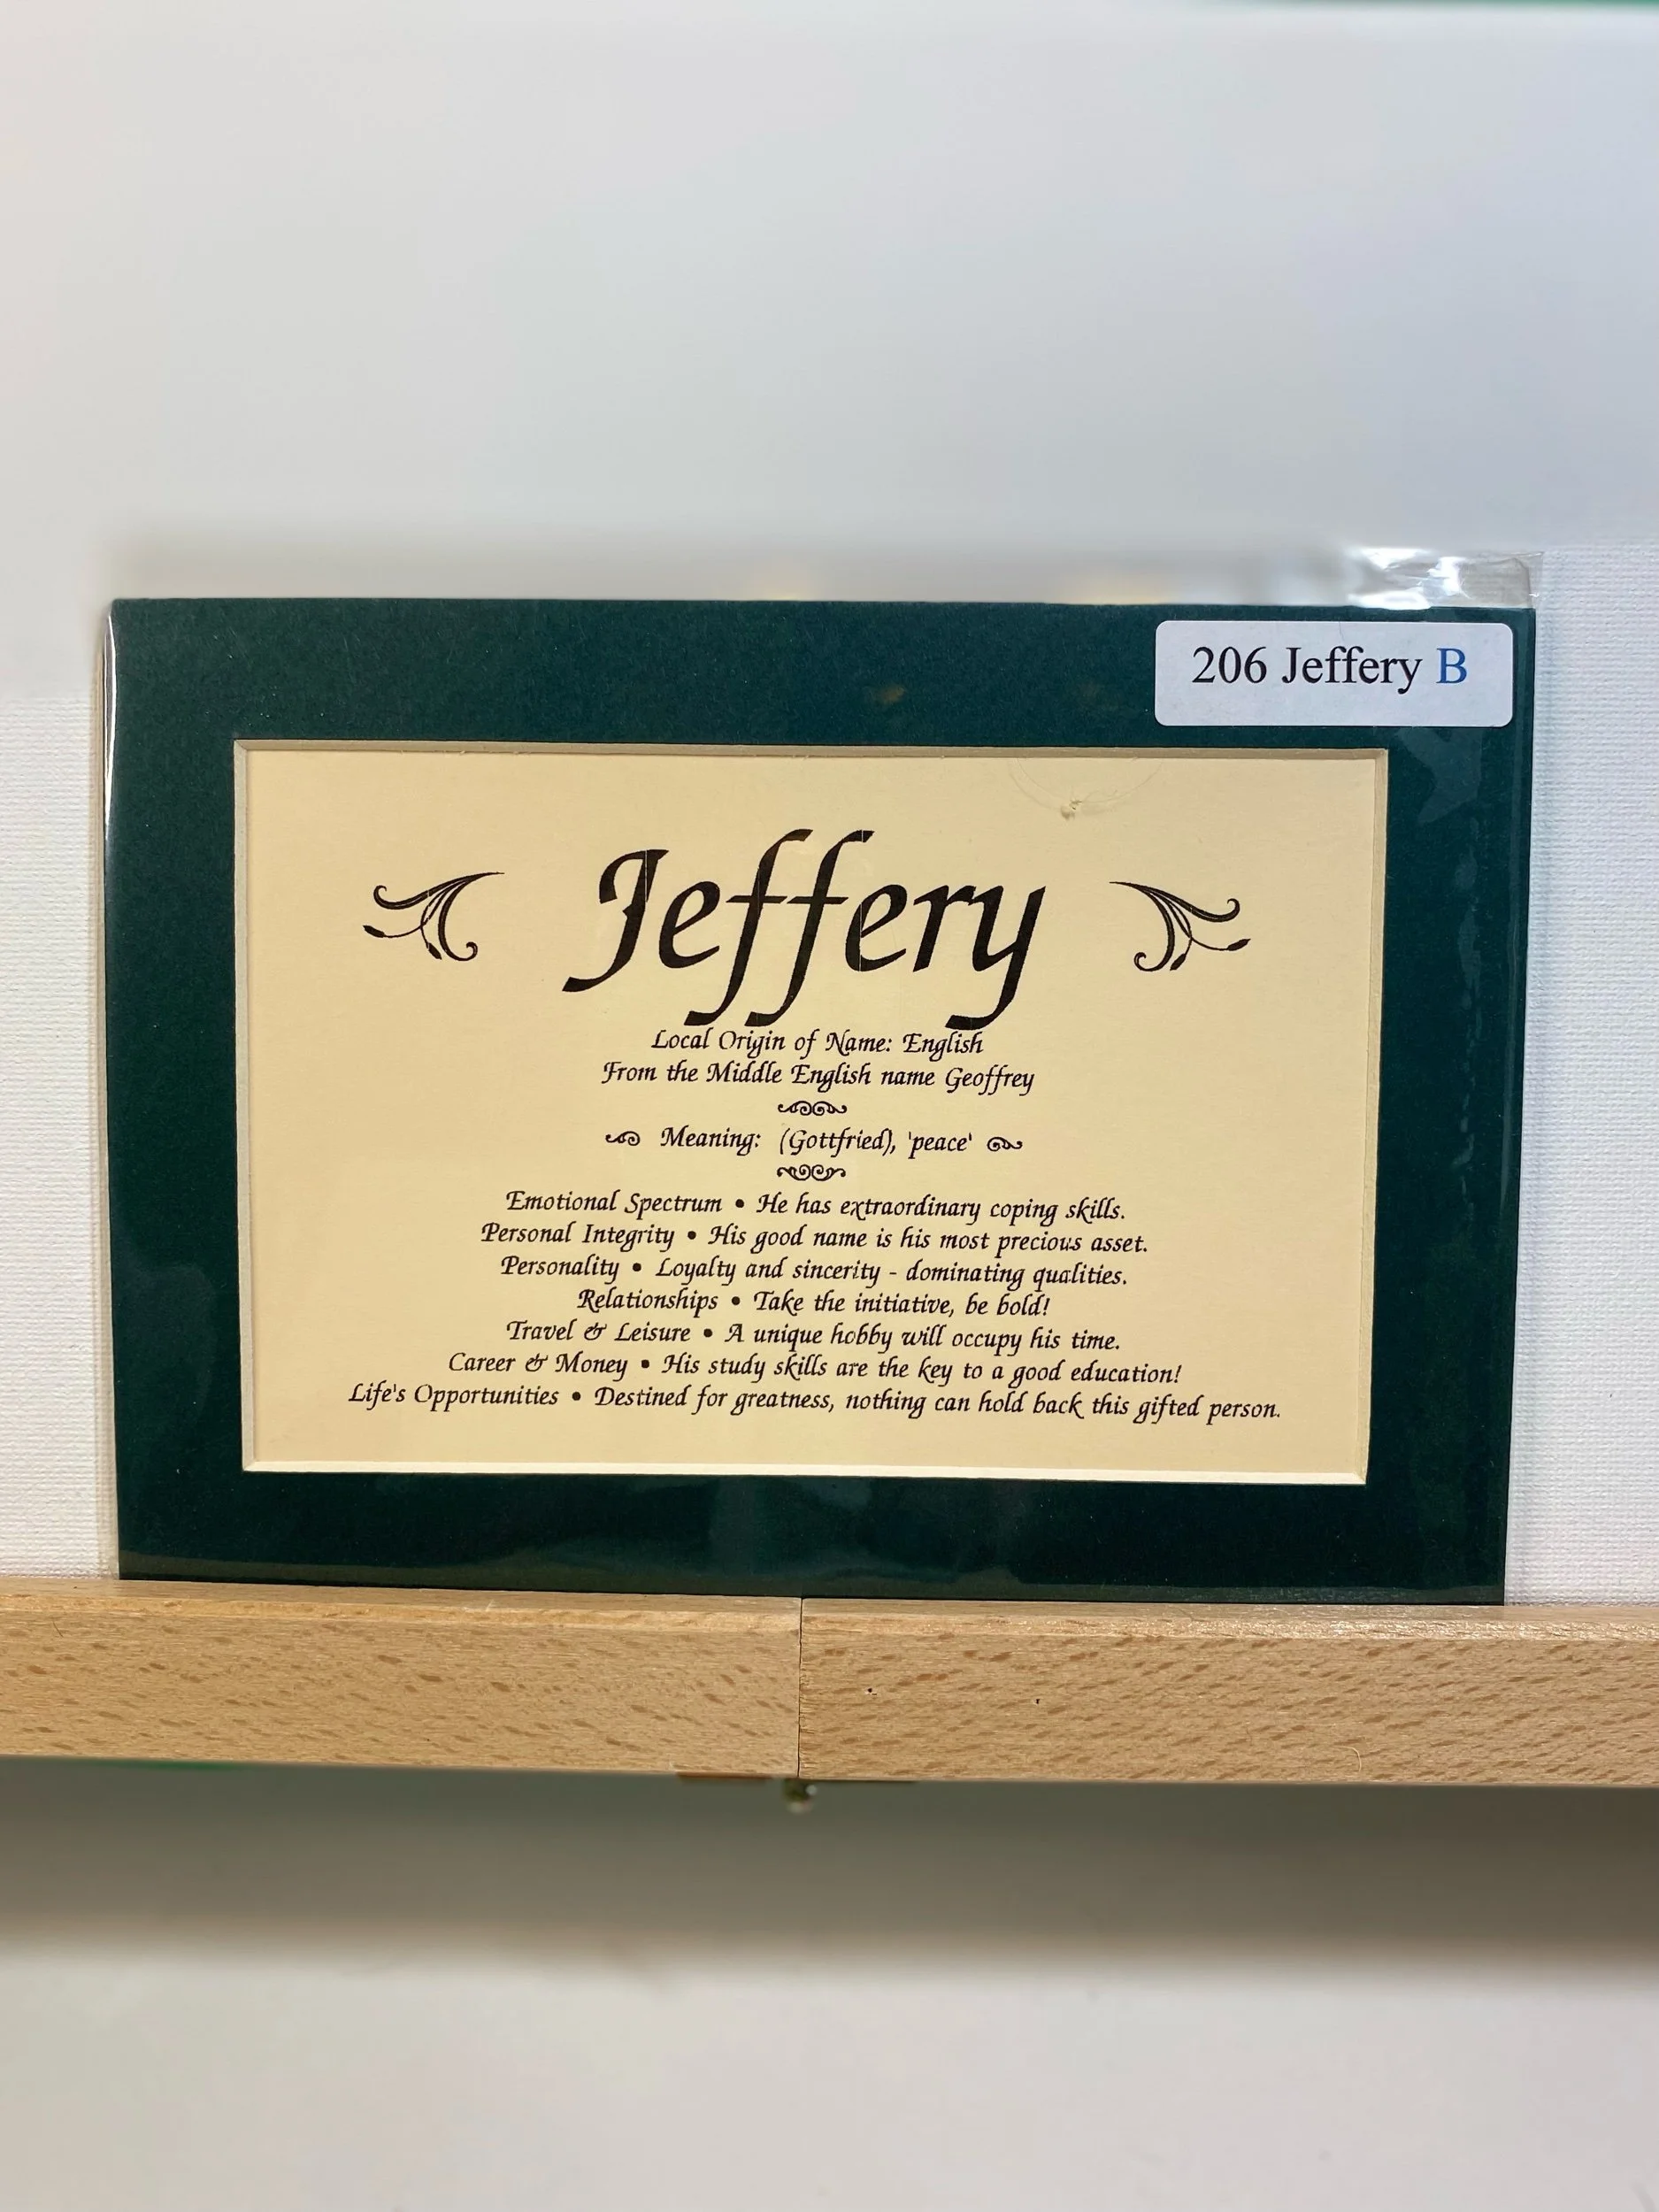 206 Jeffery B
Jeffery
Local Origin of Name: English
From the Middle English name Geoffrey
Meaning: (Gottfried), 'peace'
Emotional Spectrum • He has extraordinary coping skills.
Personal Integrity • His good name is his most precious asset.
Personality • Loyalty and sincerity - dominating qualities.
Relationships • Take the initiative, be bold!
Travel & Leisure • A unique hobby will occupy his time.
Career & Money • His study skills are the key to a good education!
Life's Opportunities • Destined for greatness, nothing can hold back this gifted person.